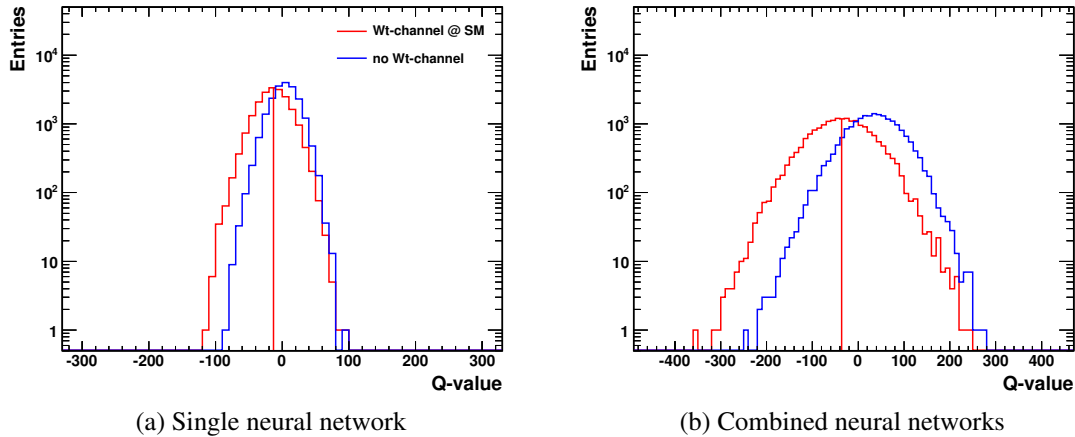 Entries
10⁴
10³
10²
10
1
Wt-channel @ SM
no Wt-channel
-300 -200 -100 0 100 200 300
Q-value
(a) Single neural network
Entries
10⁴
10³
10²
10
1
-400 -300 -200 -100 0 100 200 300 400
Q-value
(b) Combined neural networks